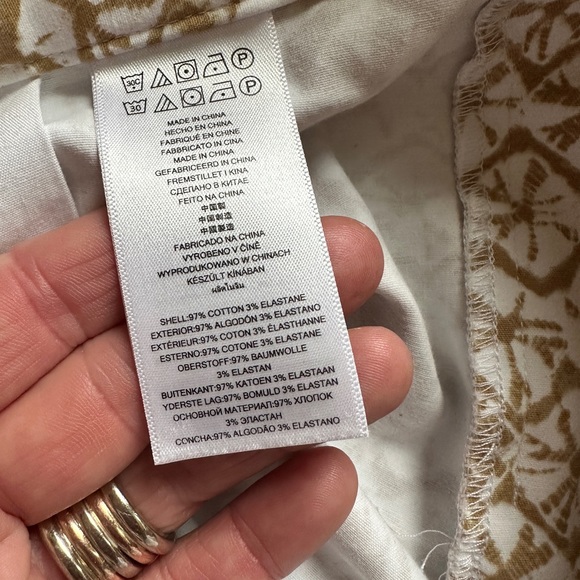 30C P
30 P
MADE IN CHINA
HECHO EN CHINA
FABRIQUÉ EN CHINE
FABBRICATO IN CINA
MADE IN CHINA
GEFABRICEERD IN CHINA
FREMSTILLET I KINA
СДЕЛАНО В КИТАЕ
FEITO NA CHINA
中国製
中国制造
中國製造
FABRICADO NA CHINA
VYROBENO V ČÍNĚ
WYPRODUKOWANO W CHINACH
KÉSZÜLT KÍNÁBAN
ผลิตในจีน
SHELL:97% COTTON 3% ELASTANE
EXTERIOR:97% ALGODÓN 3% ELASTANO
EXTÉRIEUR:97% COTON 3% ÉLASTHANNE
ESTERNO:97% COTONE 3% ELASTANE
OBERSTOFF:97% BAUMWOLLE
3% ELASTAN
BUITENKANT:97% KATOEN 3% ELASTAAN
YDERSTE LAG:97% BOMULD 3% ELASTAN
ОСНОВНОЙ МАТЕРИАЛ:97% ХЛОПОК
3% ЭЛАСТАН
CONCHA:97% ALGODÃO 3% ELASTANO